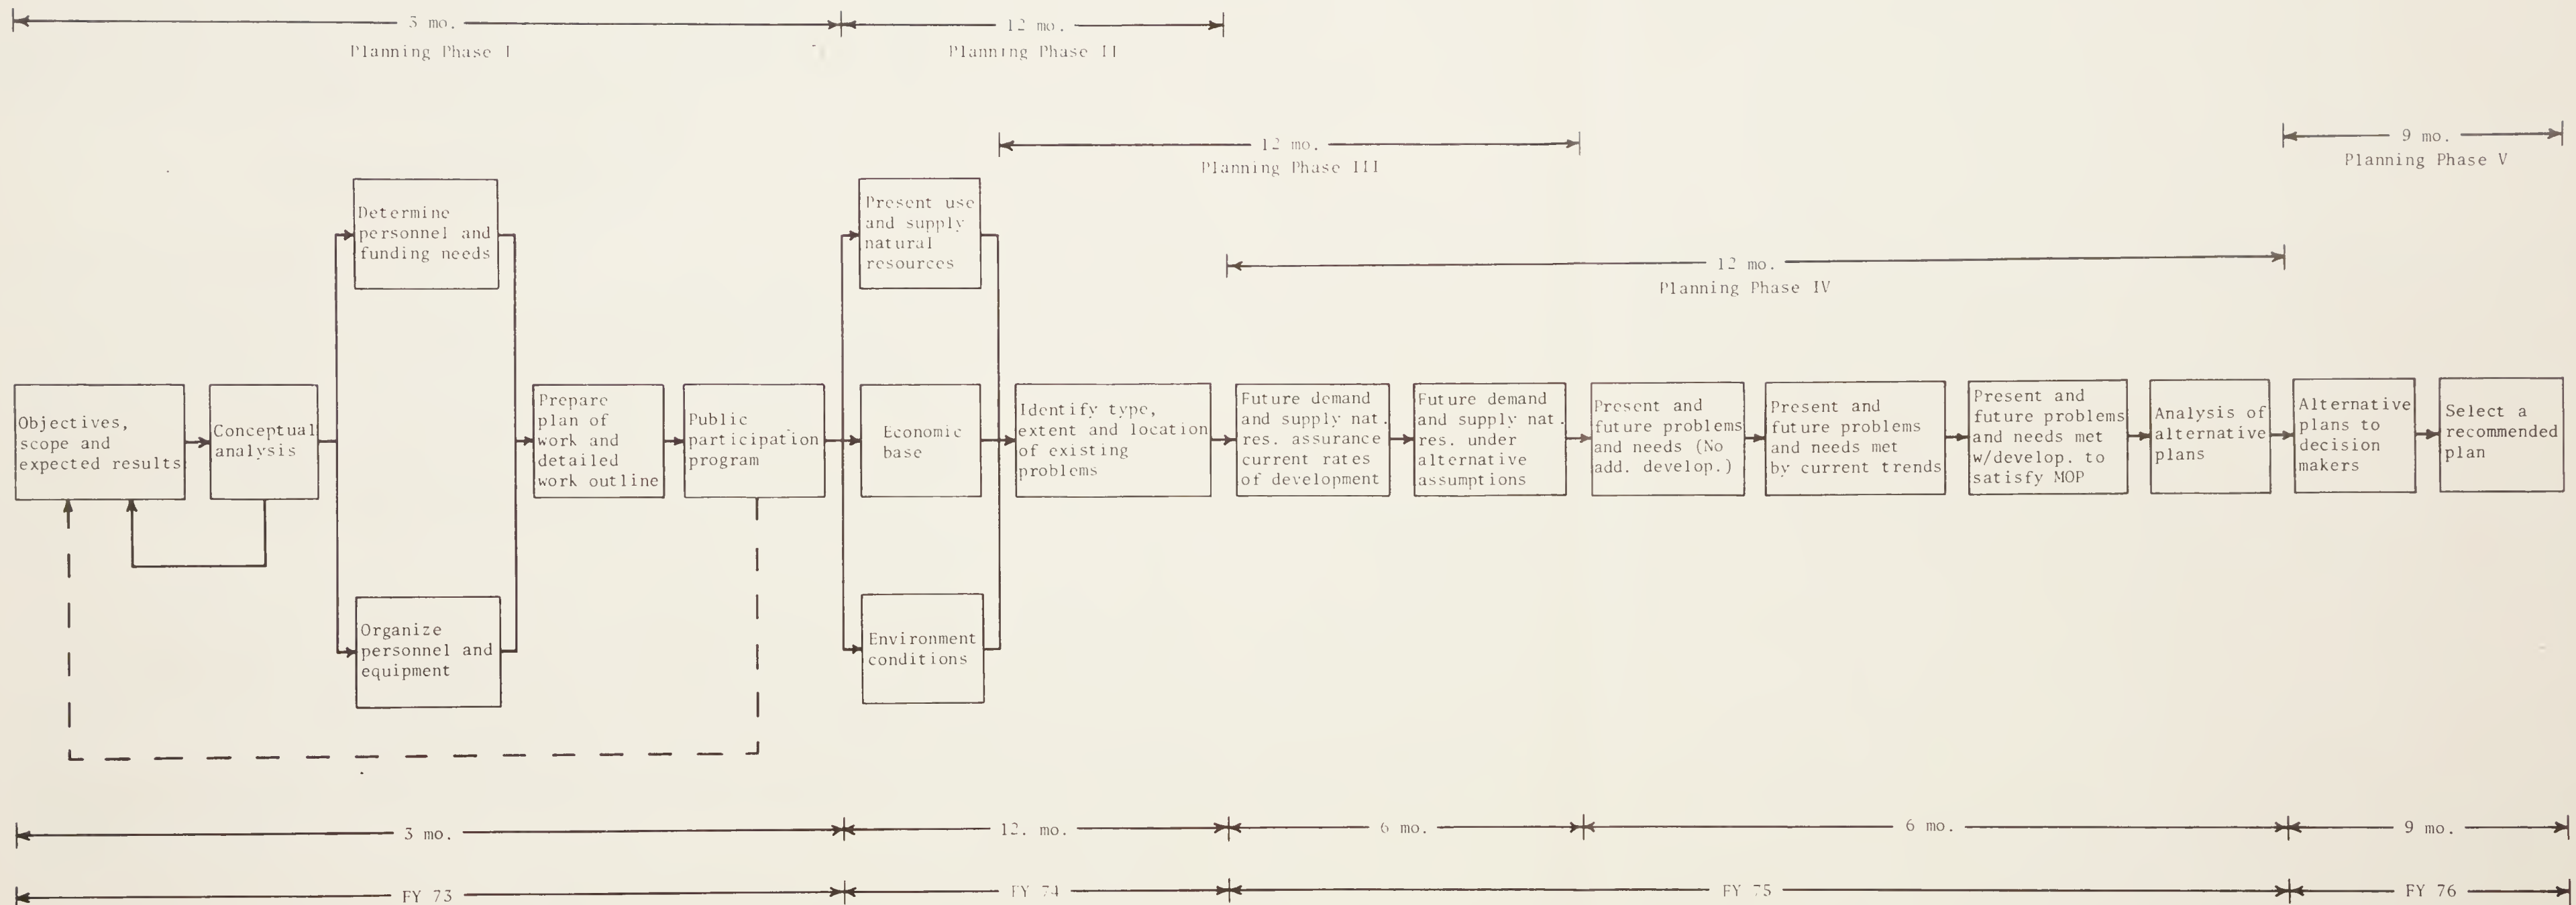 3 mo.
Planning Phase I
12 mo.
Planning Phase II
12 mo.
Planning Phase III
9 mo.
Planning Phase V
12 mo.
Planning Phase IV
Objectives,
scope and
expected results
Conceptual
analysis
Determine
personnel and
funding needs
Organize
personnel and
equipment
Prepare
plan of
work and
detailed
work outline
Public
participation
program
Present use
and supply
natural
resources
Economic
base
Environment
conditions
Identify type,
extent and location
of existing
problems
Future demand
and supply nat.
res. assurance
current rates
of development
Future demand
and supply nat.
res. under
alternative
assumptions
Present and
future problems
and needs (No
add. develop.)
Present and
future problems
and needs met
by current trends
Present and
future problems
and needs met
w/develop. to
satisfy MOP
Analysis of
alternative
plans
Alternative
plans to
decision
makers
Select a
recommended
plan
3 mo.
12. mo.
6 mo.
6 mo.
9 mo.
FY 73
FY 74
FY 75
FY 76